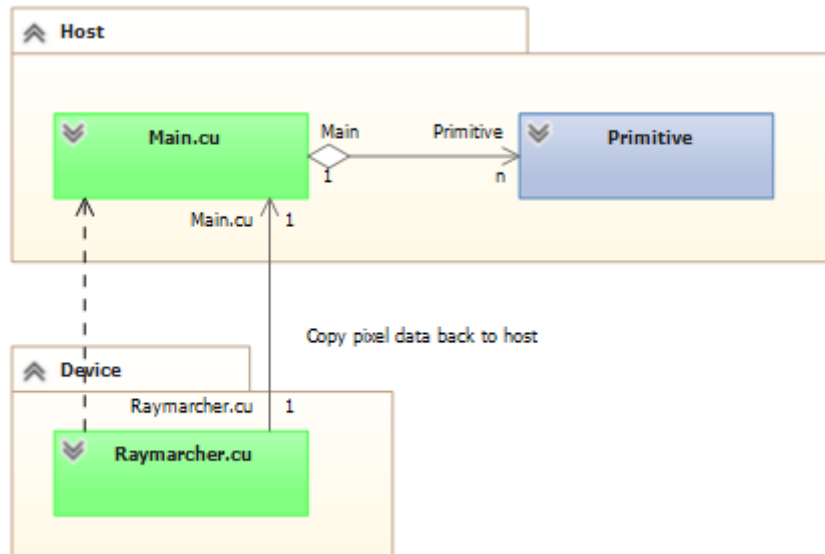 Host
Main.cu
Main
Primitive
Primitive
1
n
Main.cu
1
Copy pixel data back to host
Device
Raymarcher.cu
1
Raymarcher.cu